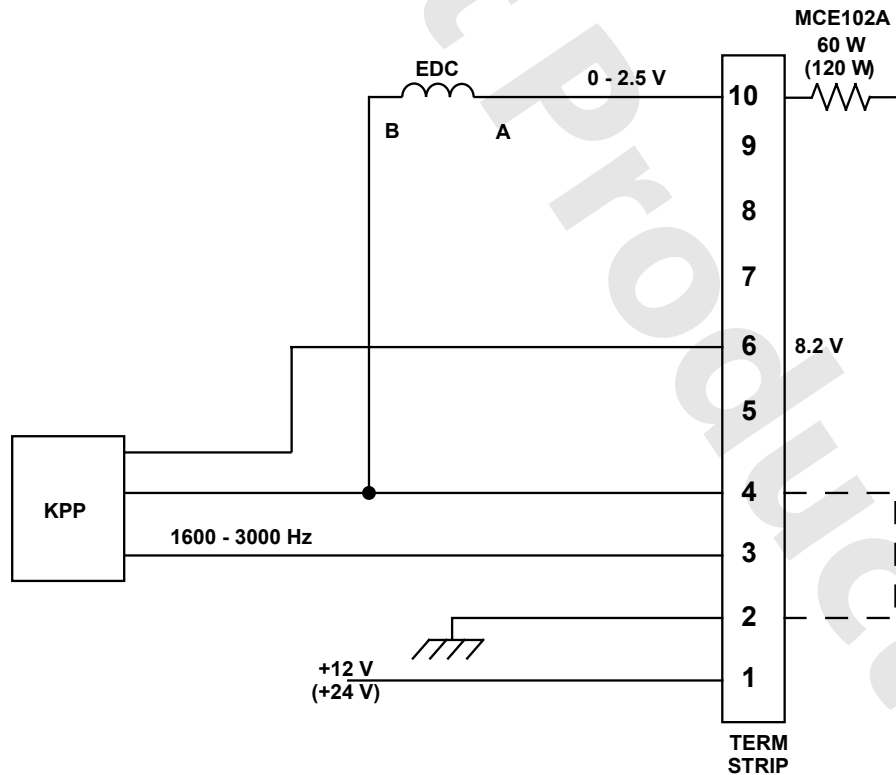 MCE102A
60 W
(120 W)
EDC
0 - 2.5 V
10
B
A
9
8
7
6
8.2 V
5
KPP
4
1600 - 3000 Hz
3
2
+12 V
(+24 V)
1
TERM
STRIP
t Produc